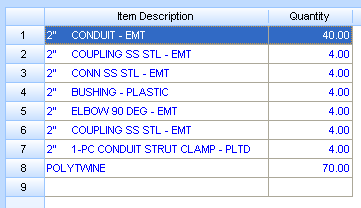 Item Description Quantity
1 2" CONDUIT - EMT 40.00
2 2" COUPLING SS STL - EMT 4.00
3 2" CONN SS STL - EMT 4.00
4 2" BUSHING - PLASTIC 4.00
5 2" ELBOW 90 DEG - EMT 4.00
6 2" COUPLING SS STL - EMT 4.00
7 2" 1-PC CONDUIT STRUT CLAMP - PLTD 4.00
8 POLYTWINE 70.00
9